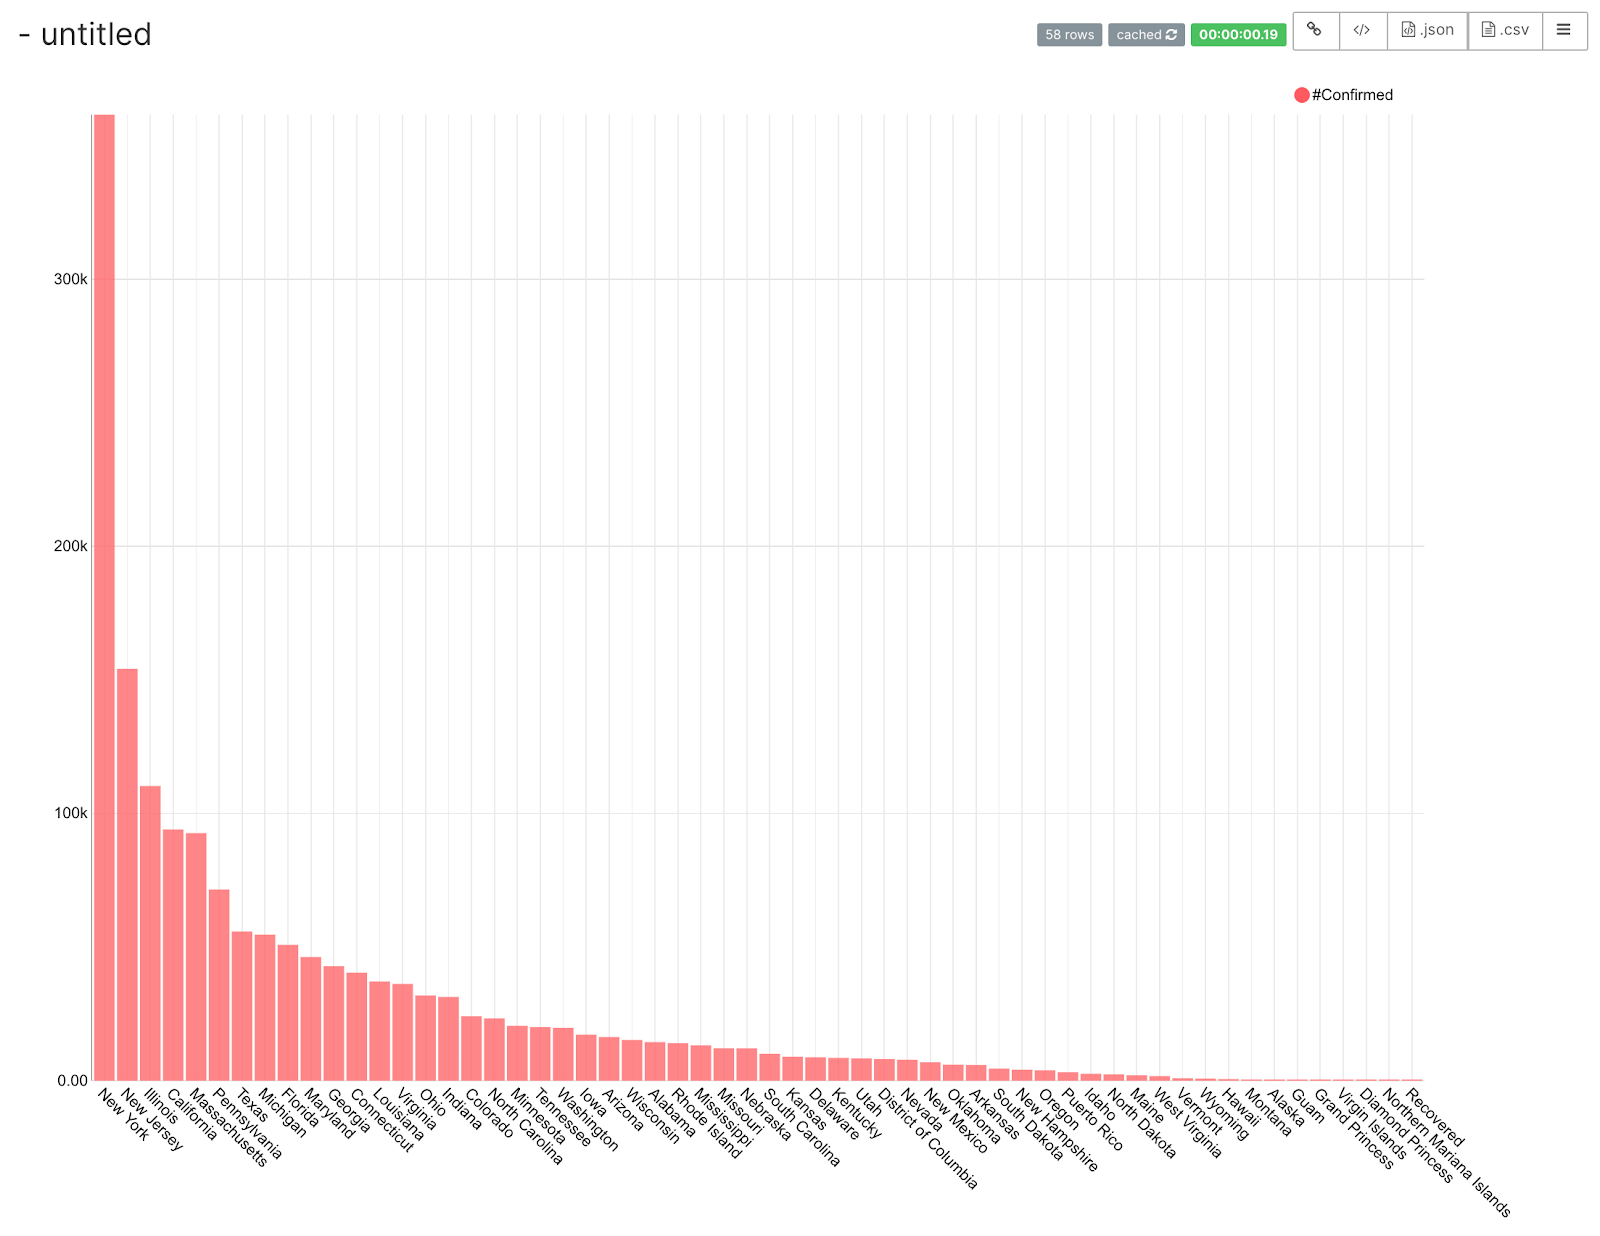 - untitled
58 rows
cached
00:00:00.19
.json
.csv
#Confirmed
300k
200k
100k
0.00
New York
New Jersey
Illinois
California
Massachusetts
Pennsylvania
Texas
Michigan
Florida
Maryland
Georgia
Connecticut
Louisiana
Virginia
Ohio
Indiana
Colorado
North Carolina
Minnesota
Tennessee
Washington
Iowa
Arizona
Wisconsin
Alabama
Rhode Island
Mississippi
Missouri
Nebraska
South Carolina
Kansas
Delaware
Kentucky
Utah
District of Columbia
Nevada
New Mexico
Oklahoma
Arkansas
South Dakota
New Hampshire
Oregon
Puerto Rico
Idaho
North Dakota
Maine
West Virginia
Vermont
Wyoming
Hawaii
Montana
Alaska
Guam
Grand Princess
Virgin Islands
Diamond Princess
Northern Mariana Islands
Recovered